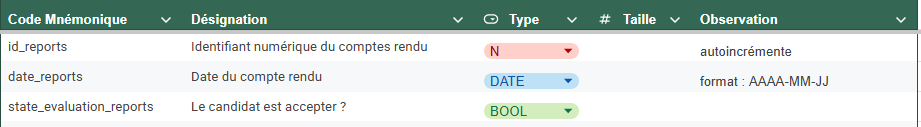 Code Mnémonique Désignation Type # Taille Observation
id_reports Identifiant numérique du comptes rendu N autoincrémente
date_reports Date du compte rendu DATE format : AAAA-MM-JJ
state_evaluation_reports Le candidat est accepter ? BOOL